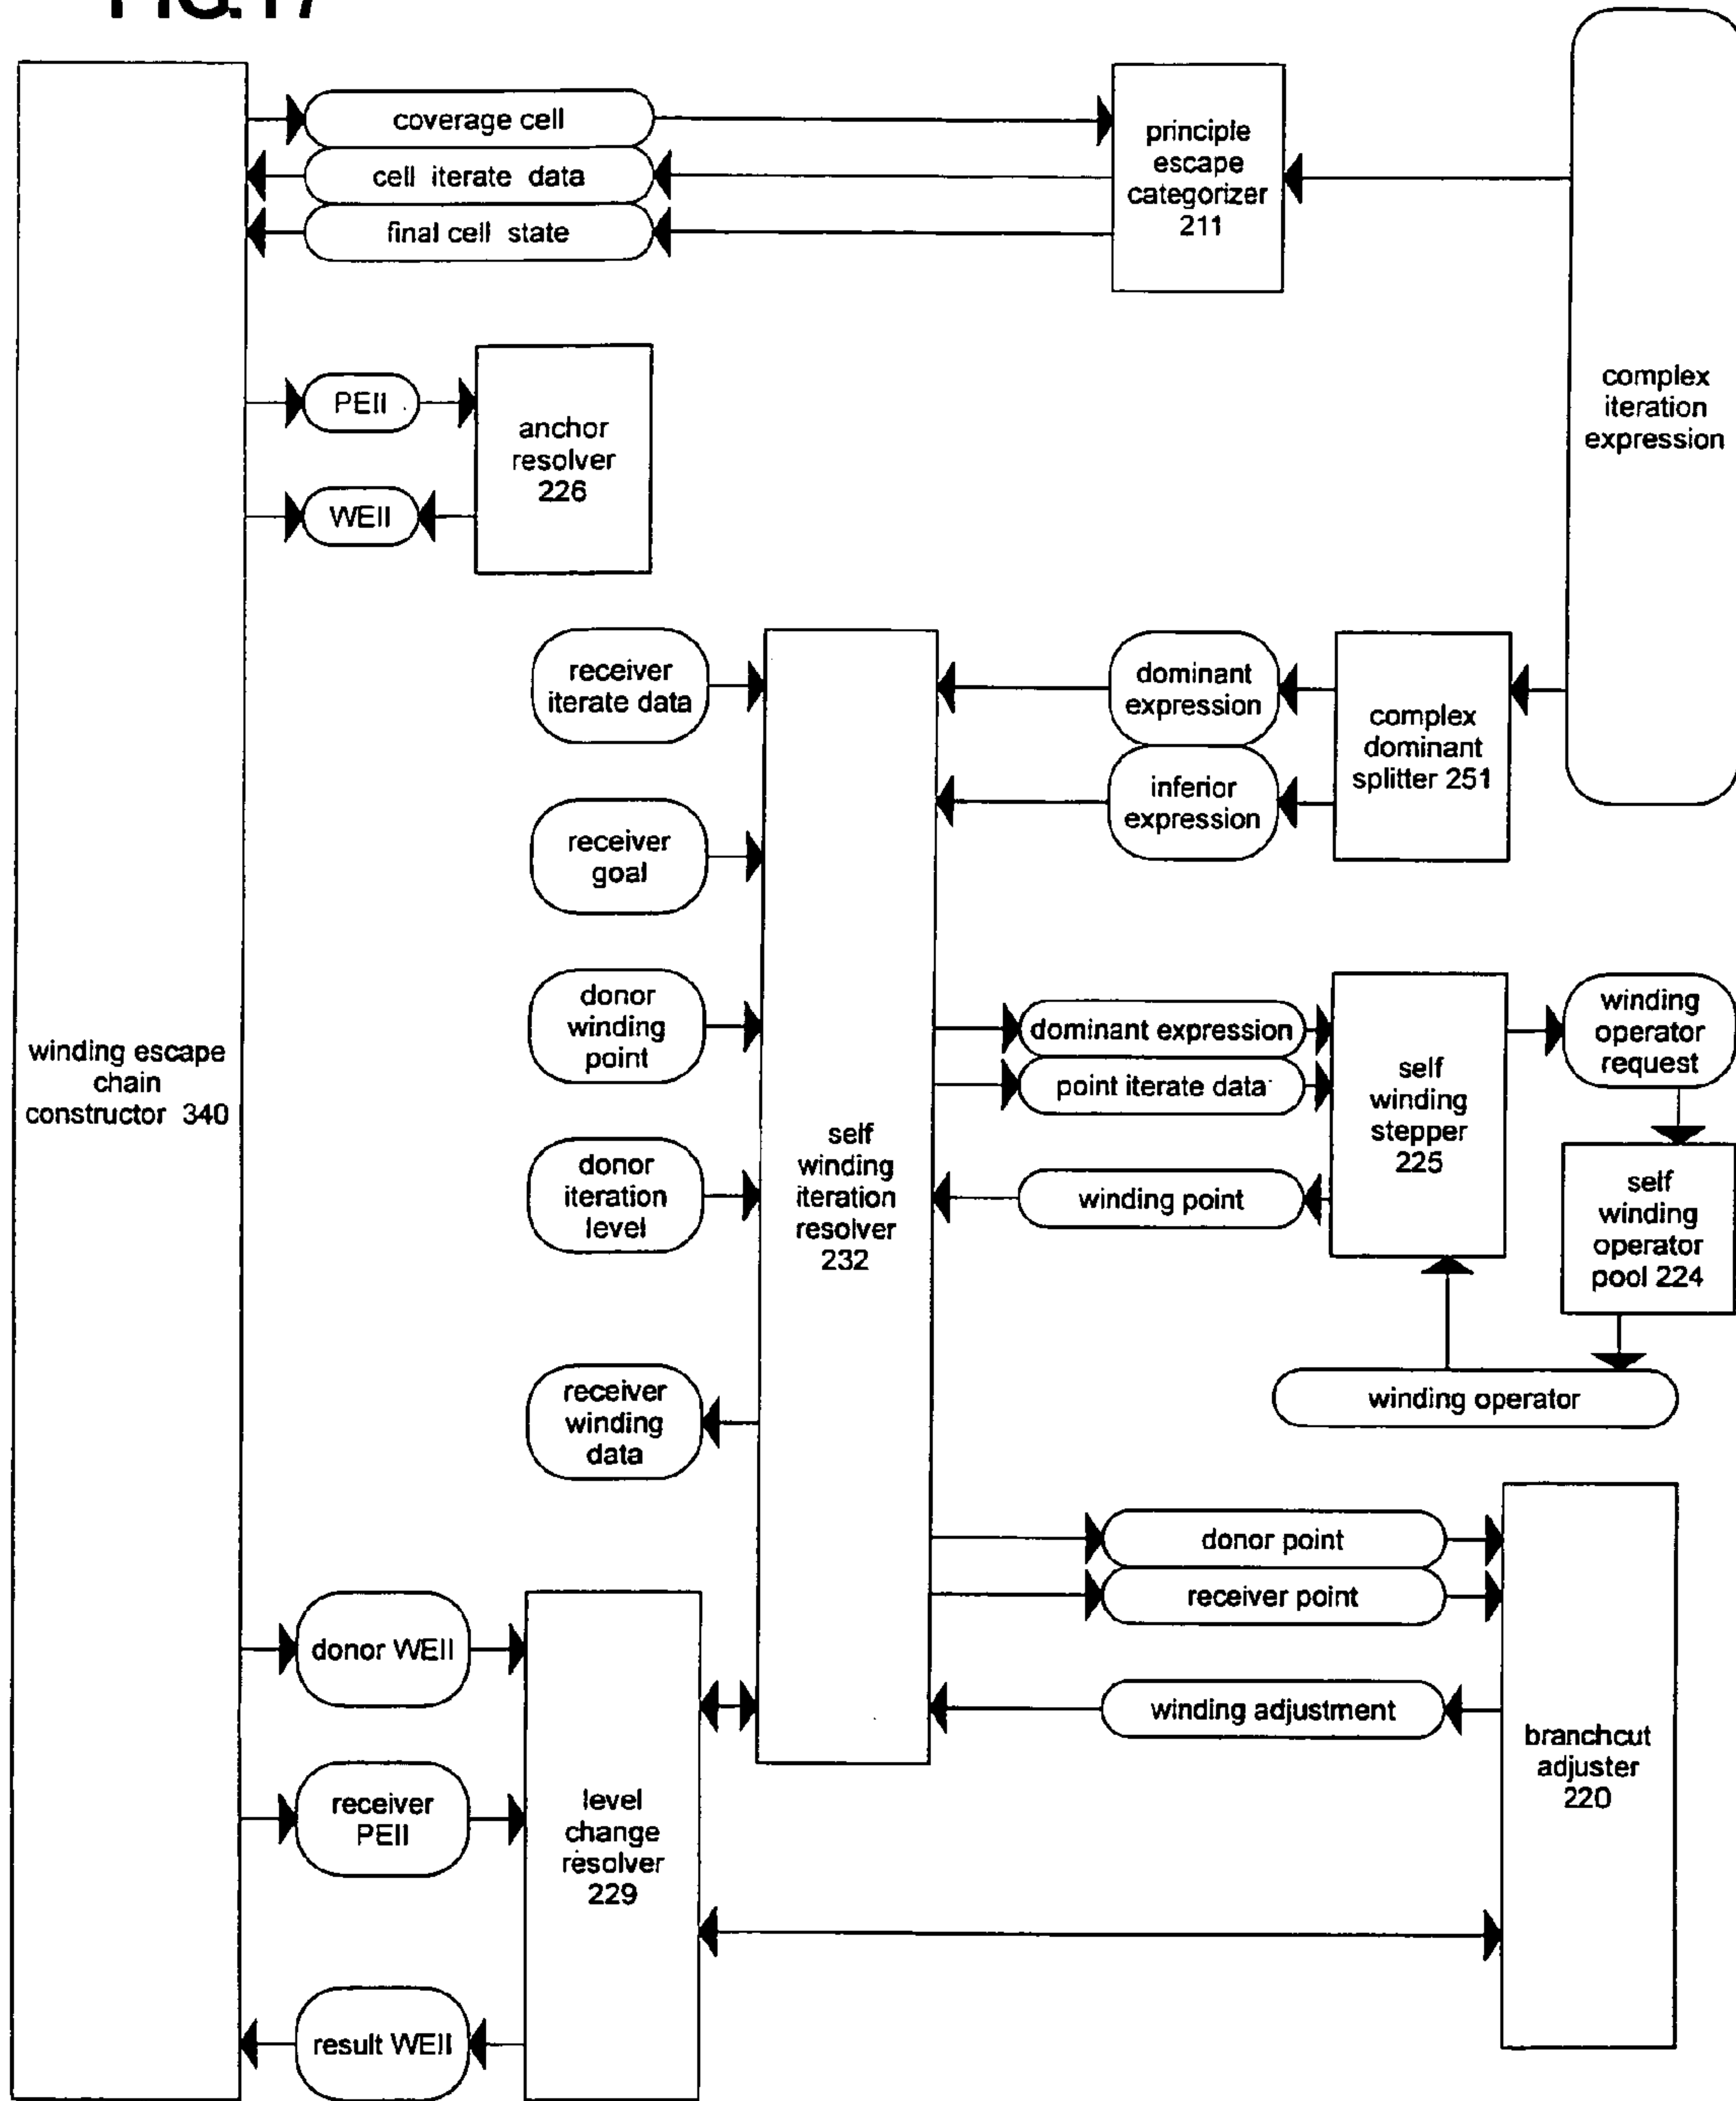 FIG.17
coverage cell
cell iterate data
final cell state
principle
escape
categorizer
211
complex
iteration
expression
PEII
WEII
anchor
resolver
226
receiver
iterate data
receiver
goal
donor
winding
point
donor
iteration
level
receiver
winding
data
winding escape
chain
constructor 340
self
winding
iteration
resolver
232
dominant
expression
inferior
expression
complex
dominant
splitter 251
dominant expression
point iterate data
winding point
self
winding
stepper
225
winding
operator
request
self
winding
operator
pool 224
winding operator
donor point
receiver point
winding adjustment
branchcut
adjuster
220
donor WEII
receiver
PEII
result WEII
level
change
resolver
229